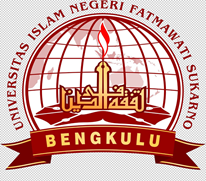 UNIVERSITAS ISLAM NEGERI FATMAWATI SUKARNO
BENGKULU